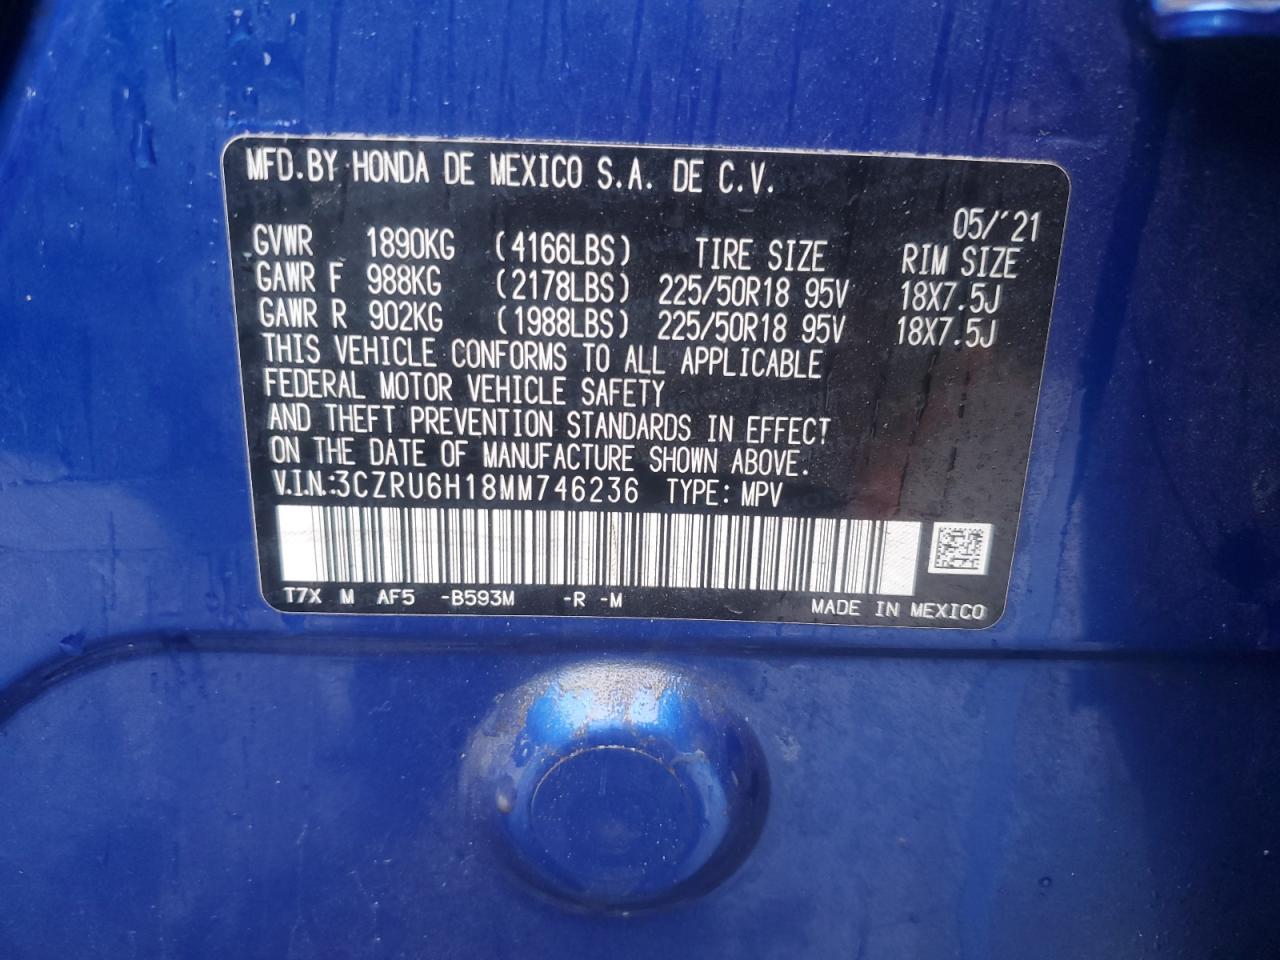 MFD.BY HONDA DE MEXICO S.A. DE C.V.
05/'21
GVWR 1890KG (4166LBS) TIRE SIZE RIM SIZE
GAWR F 988KG (2178LBS) 225/50R18 95V 18X7.5J
GAWR R 902KG (1988LBS) 225/50R18 95V 18X7.5J
THIS VEHICLE CONFORMS TO ALL APPLICABLE
FEDERAL MOTOR VEHICLE SAFETY
AND THEFT PREVENTION STANDARDS IN EFFECT
ON THE DATE OF MANUFACTURE SHOWN ABOVE.
V.I.N.:3CZRU6H18MM746236 TYPE: MPV
T7X M AF5 -B593M -R -M MADE IN MEXICO